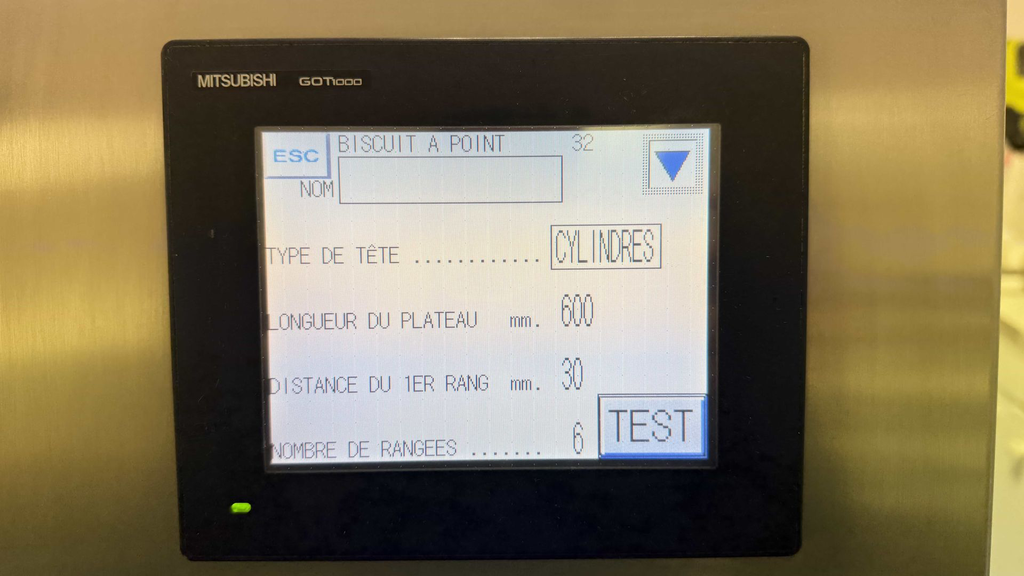 MITSUBISHI GOT1000
ESC BISCUIT A POINT 32
NOM
TYPE DE TÊTE ............ CYLINDRES
LONGUEUR DU PLATEAU mm. 600
DISTANCE DU 1ER RANG mm. 30
NOMBRE DE RANGEES ....... 6 TEST